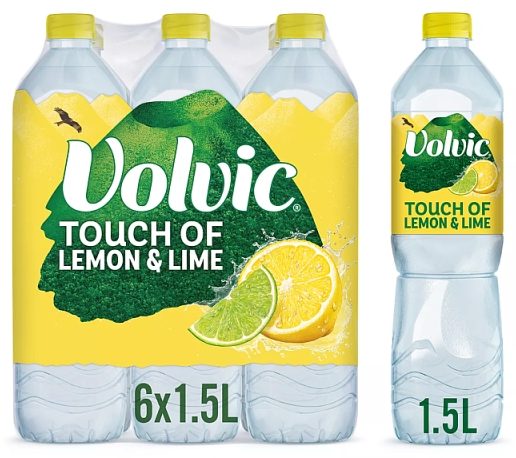 Volvic®
TOUCH OF
LEMON & LIME
6x1.5L
Volvic
TOUCH OF
LEMON & LIME
1.5L